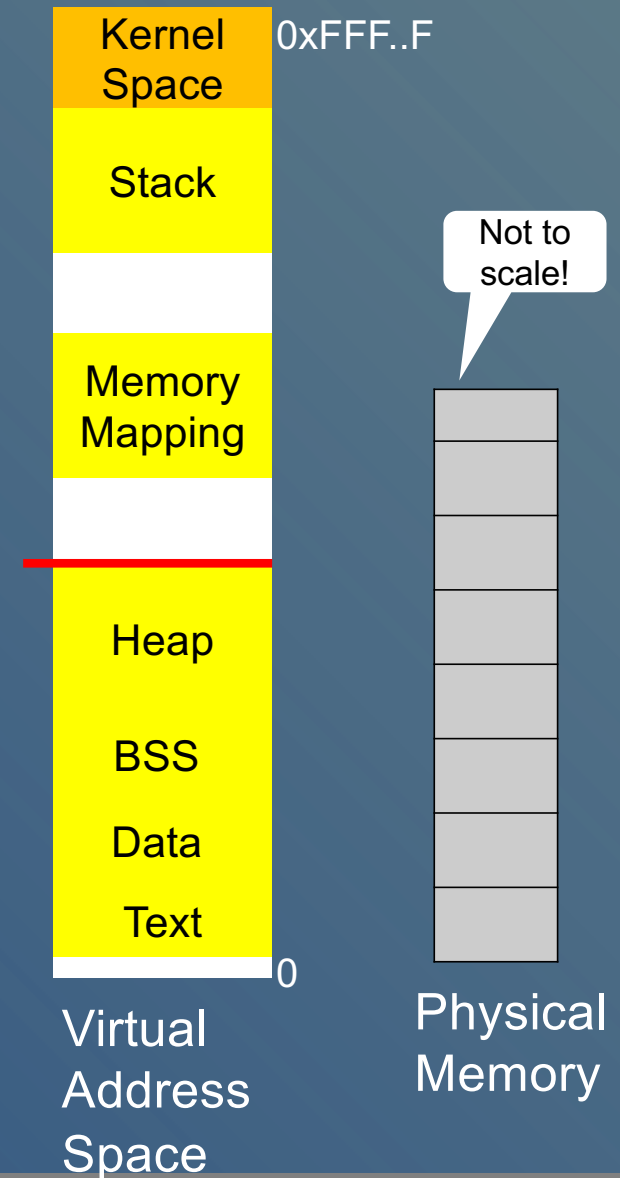 Kernel
Space
0xFFF..F
Stack
Not to
scale!
Memory
Mapping
Heap
BSS
Data
Text
0
Virtual
Address
Space
Physical
Memory